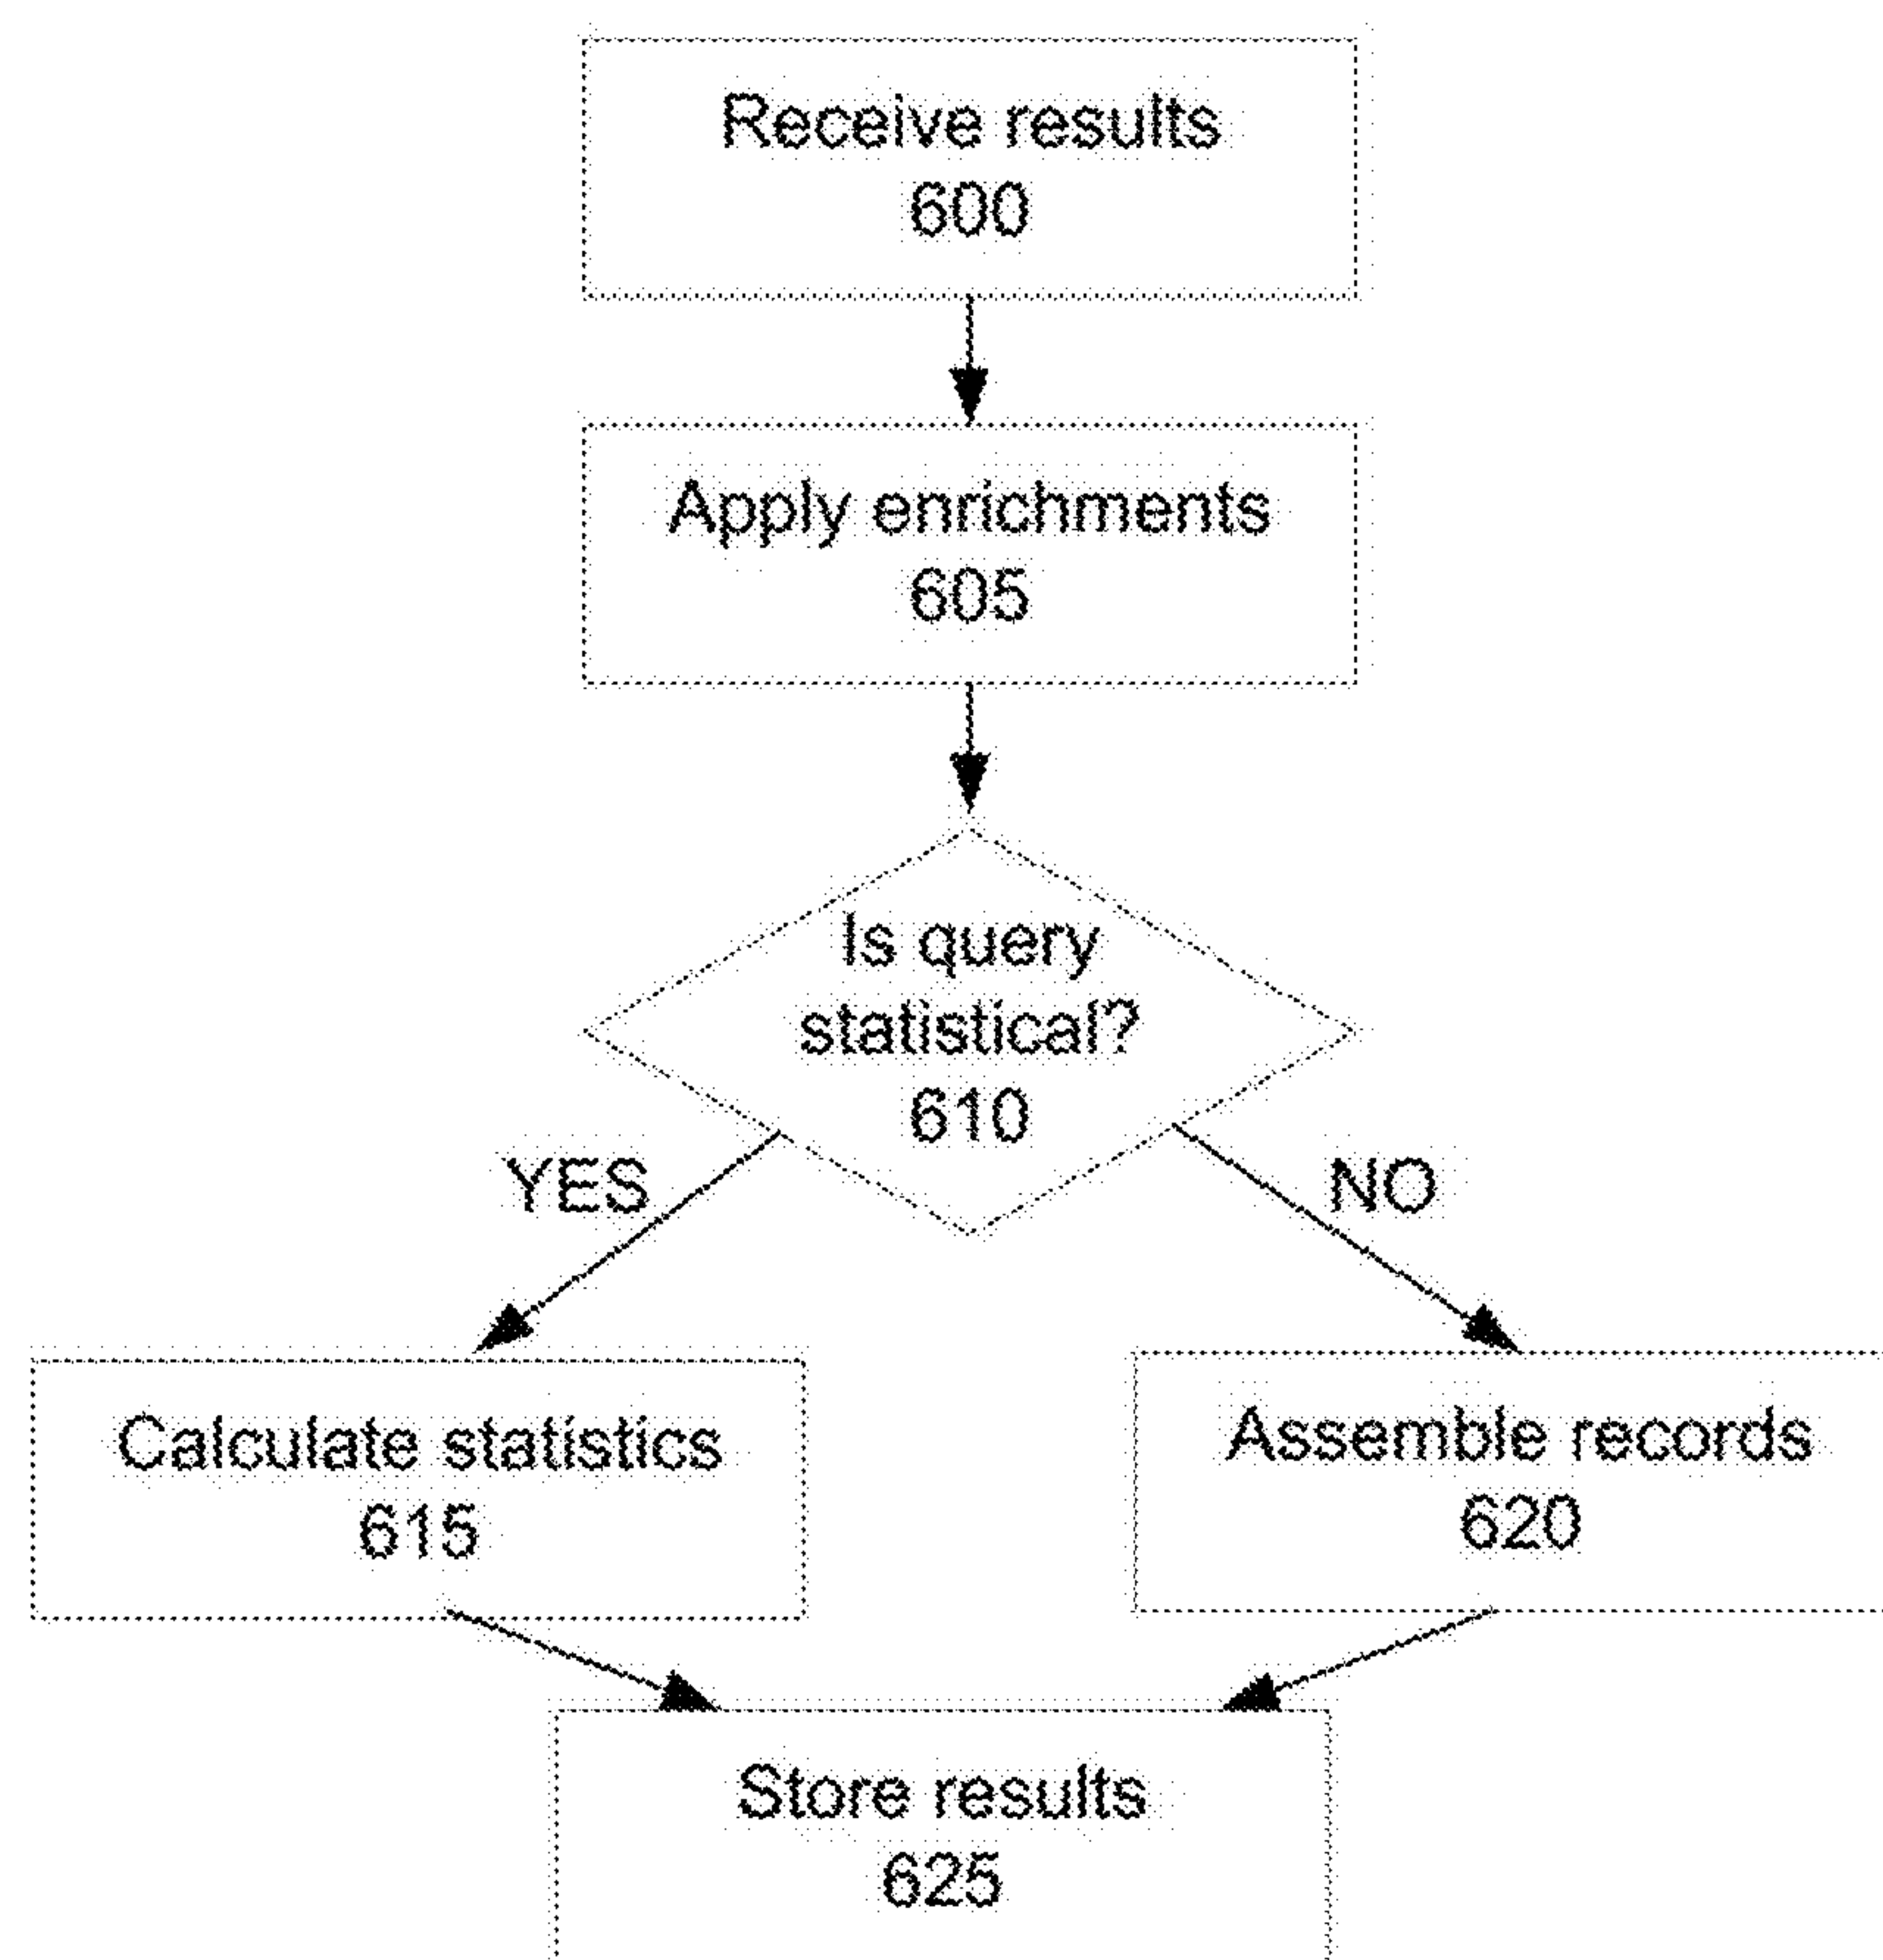 Receive results
600
Apply enrichments
605
Is query
statistical?
610
YES
NO
Calculate statistics
615
Assemble records
620
Store results
625